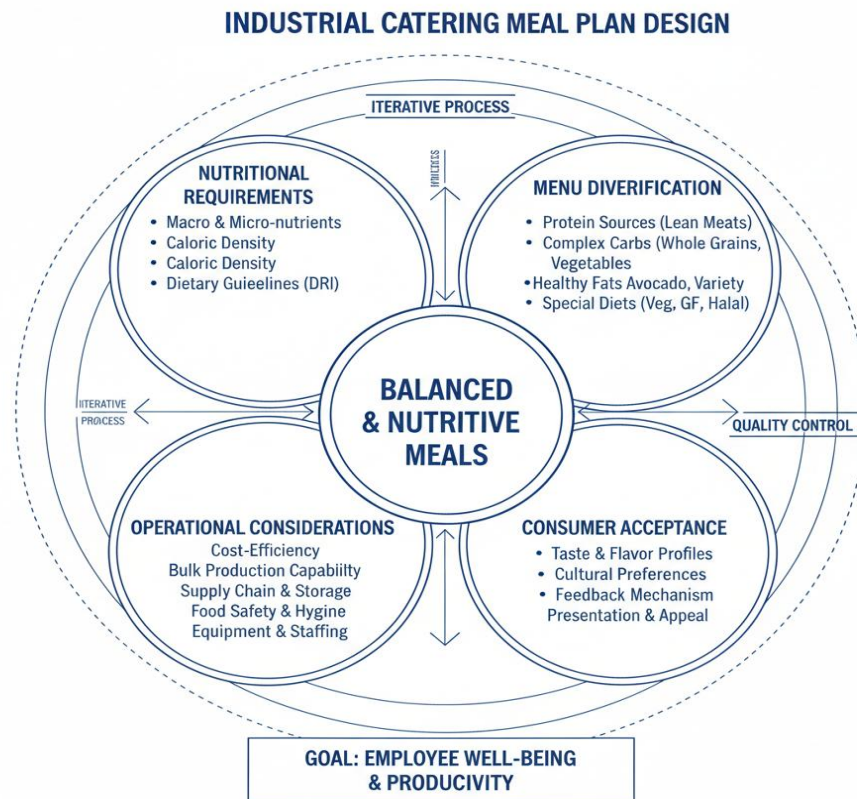 INDUSTRIAL CATERING MEAL PLAN DESIGN
ITERATIVE PROCESS
NUTRITIONAL
REQUIREMENTS
• Macro & Micro-nutrients
• Caloric Density
• Caloric Density
• Dietary Guieelines (DRI)
MENU DIVERIFICATION
• Protein Sources (Lean Meats)
• Complex Carbs (Whole Grains,
Vegetables
• Healthy Fats Avocado, Variety
• Special Diets (Veg, GF, Halal)
BALANCED
& NUTRITIVE
MEALS
IITERATIVE
PROCESS
QUALITY CONTROL
OPERATIONAL CONSIDERATIONS
Cost-Efficiency
Bulk Production Capability
Supply Chain & Storage
Food Safety & Hygine
Equipment & Staffing
CONSUMER ACCEPTANCE
• Taste & Flavor Profiles
• Cultural Preferences
• Feedback Mechanism
Presentation & Appeal
GOAL: EMPLOYEE WELL-BEING
& PRODUCIVITY